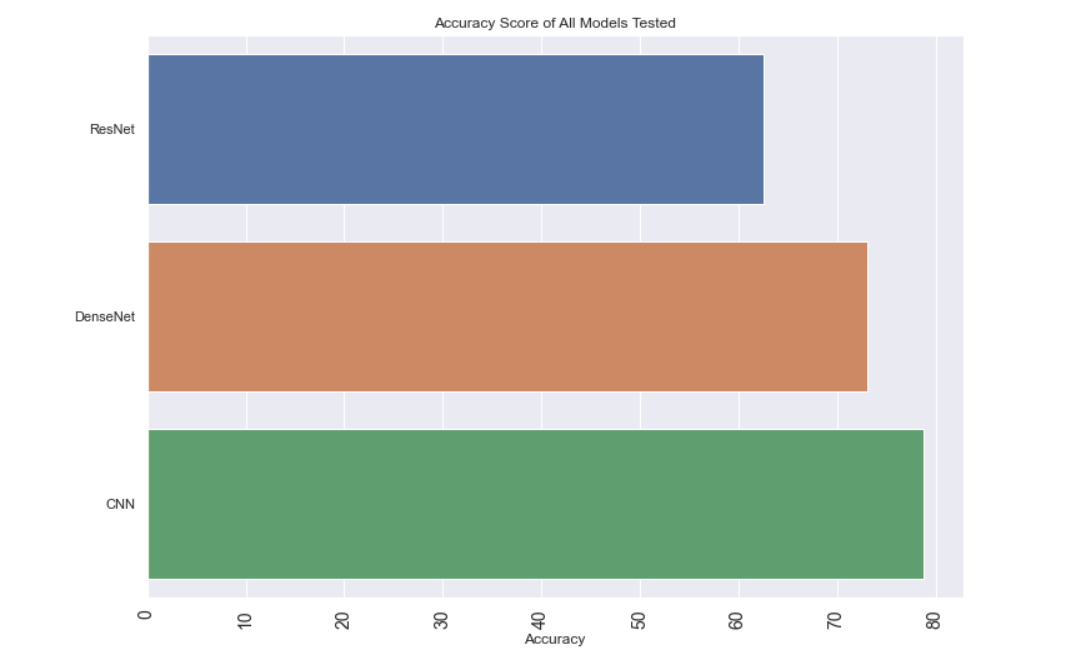 Accuracy Score of All Models Tested
ResNet
DenseNet
CNN
0 10 20 30 40 50 60 70 80
Accuracy